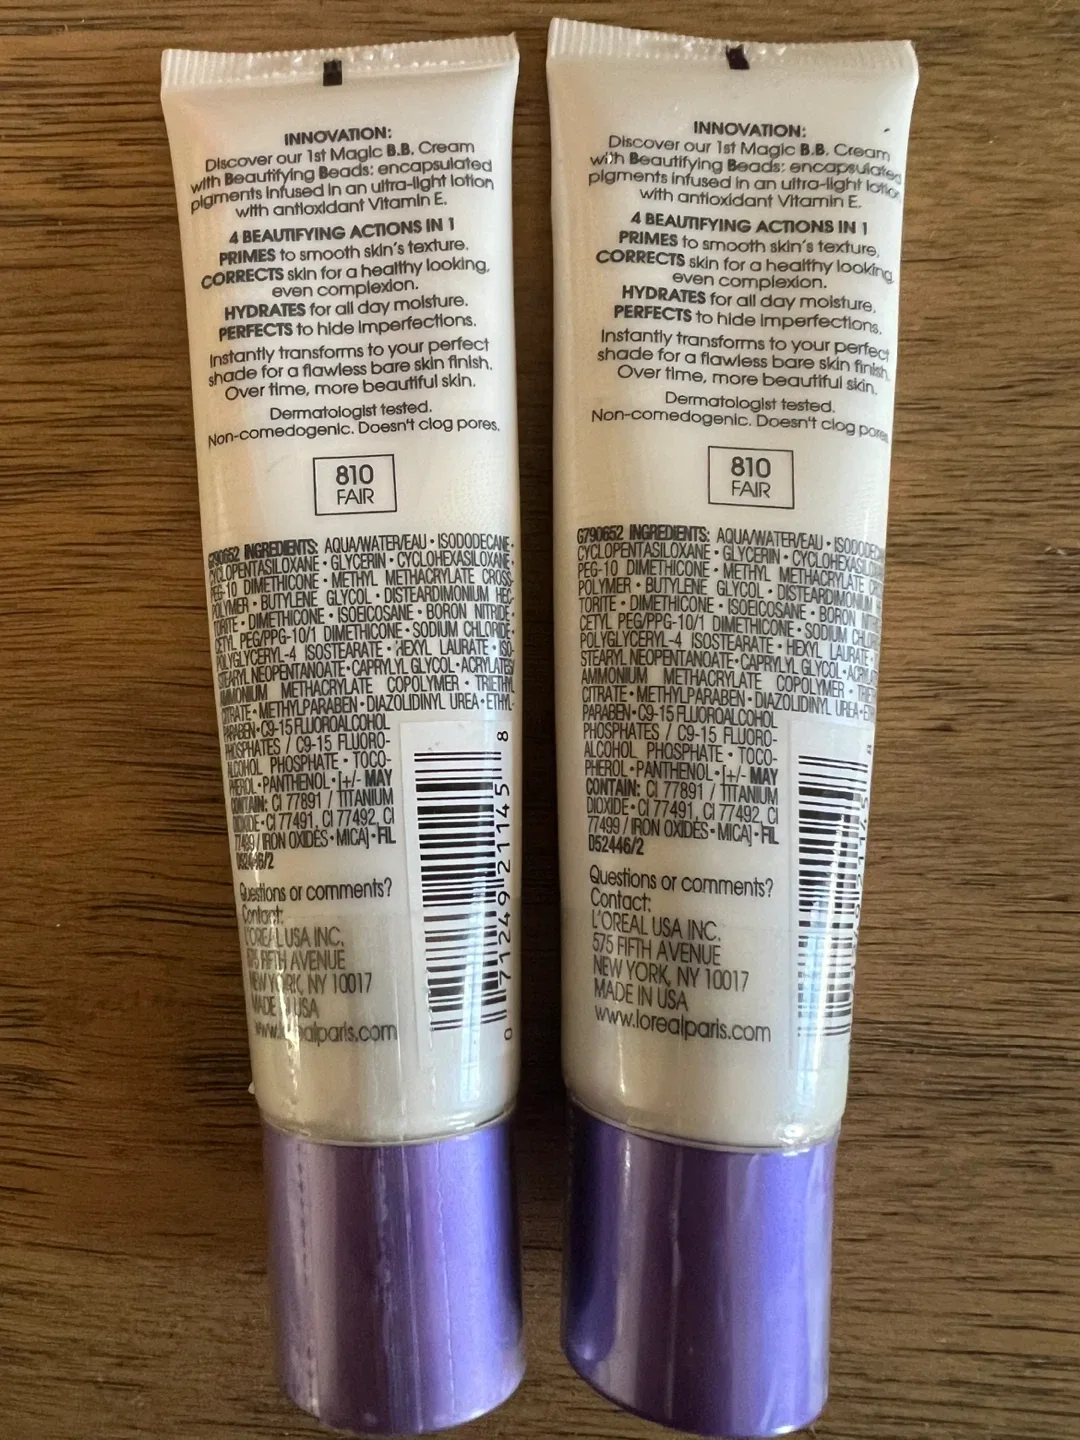 INNOVATION:
Discover our 1st Magic B.B. Cream
with Beautifying Beads: encapsulated
pigments infused in an ultra-light lotion
with antioxidant Vitamin E.
4 BEAUTIFYING ACTIONS IN 1
PRIMES to smooth skin's texture.
CORRECTS skin for a healthy looking,
even complexion.
HYDRATES for all day moisture.
PERFECTS to hide imperfections.
Instantly transforms to your perfect
shade for a flawless bare skin finish.
Over time, more beautiful skin.
Dermatologist tested.
Non-comedogenic. Doesn't clog pores.
810
FAIR
G790652 INGREDIENTS: AQUA/WATER/EAU • ISODODECANE •
CYCLOPENTASILOXANE • GLYCERIN • CYCLOHEXASILOXANE •
PEG-10 DIMETHICONE • METHYL METHACRYLATE CROSS-
POLYMER • BUTYLENE GLYCOL • DISTEARDIMONIUM HEC-
TORITE • DIMETHICONE • ISOEICOSANE • BORON NITRIDE •
CETYL PEG/PPG-10/1 DIMETHICONE • SODIUM CHLORIDE •
POLYGLYCERYL-4 ISOSTEARATE • HEXYL LAURATE • ISO-
STEARYL NEOPENTANOATE • CAPRYLYL GLYCOL • ACRYLATES/
AMMONIUM METHACRYLATE COPOLYMER • TRIETHYL
CITRATE • METHYLPARABEN • DIAZOLIDINYL UREA • ETHYL-
PARABEN • C9-15 FLUOROALCOHOL
PHOSPHATES / C9-15 FLUORO-
ALCOHOL PHOSPHATE • TOCO-
PHEROL • PANTHENOL • [+/- MAY
CONTAIN: CI 77891 / TITANIUM
DIOXIDE • CI 77491, CI 77492, CI
77499 / IRON OXIDES • MICA] • FIL
D52446/2
Questions or comments?
Contact:
L'OREAL USA INC.
575 FIFTH AVENUE
NEW YORK, NY 10017
MADE IN USA
www.lorealparis.com
0 71249 21145 8
INNOVATION:
Discover our 1st Magic B.B. Cream
with Beautifying Beads: encapsulated
pigments infused in an ultra-light lotion
with antioxidant Vitamin E.
4 BEAUTIFYING ACTIONS IN 1
PRIMES to smooth skin's texture.
CORRECTS skin for a healthy looking,
even complexion.
HYDRATES for all day moisture.
PERFECTS to hide imperfections.
Instantly transforms to your perfect
shade for a flawless bare skin finish.
Over time, more beautiful skin.
Dermatologist tested.
Non-comedogenic. Doesn't clog pores
810
FAIR
G790652 INGREDIENTS: AQUA/WATER/EAU •
CYCLOPENTASILOXANE • GLYCERIN •
PEG-10 DIMETHICONE • METHYL METHACRYLATE
POLYMER • BUTYLENE GLYCOL • DISTEARDIMONIUM
TORITE • DIMETHICONE • ISOEICOSANE • BORON
CETYL PEG/PPG-10/1 DIMETHICONE • SODIUM
POLYGLYCERYL-4 ISOSTEARATE • HEXYL LAURATE •
STEARYL NEOPENTANOATE • CAPRYLYL GLYCOL •
AMMONIUM METHACRYLATE COPOLYMER •
CITRATE • METHYLPARABEN • DIAZOLIDINYL UREA •
PARABEN • C9-15 FLUOROALCOHOL
PHOSPHATES / C9-15 FLUORO-
ALCOHOL PHOSPHATE • TOCO-
PHEROL • PANTHENOL • [+/- MAY
CONTAIN: CI 77891 / TITANIUM
DIOXIDE • CI 77491, CI 77492, CI
77499 / IRON OXIDES • MICA] • FIL
D52446/2
Questions or comments?
Contact:
L'OREAL USA INC.
575 FIFTH AVENUE
NEW YORK, NY 10017
MADE IN USA
www.lorealparis.com